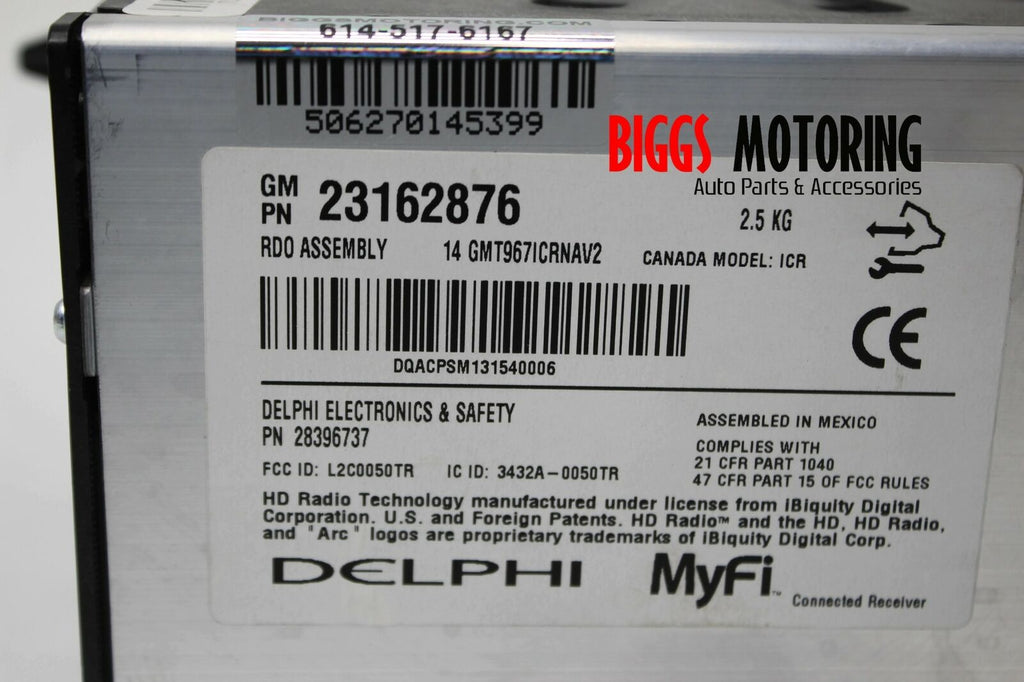 BIGGSMOTORING.COM
614-517-6167
506270145399
BIGGS MOTORING
Auto Parts & Accessories
GM PN 23162876
2.5 KG
RDO ASSEMBLY 14 GMT967ICRNAV2 CANADA MODEL: ICR
DQACPSM131540006
CE
DELPHI ELECTRONICS & SAFETY
PN 28396737
FCC ID: L2C0050TR IC ID: 3432A-0050TR
ASSEMBLED IN MEXICO
COMPLIES WITH
21 CFR PART 1040
47 CFR PART 15 OF FCC RULES
HD Radio Technology manufactured under license from iBiquity Digital
Corporation. U.S. and Foreign Patents. HD Radio™ and the HD, HD Radio,
and "Arc" logos are proprietary trademarks of iBiquity Digital Corp.
DELPHI
MyFi™
Connected Receiver